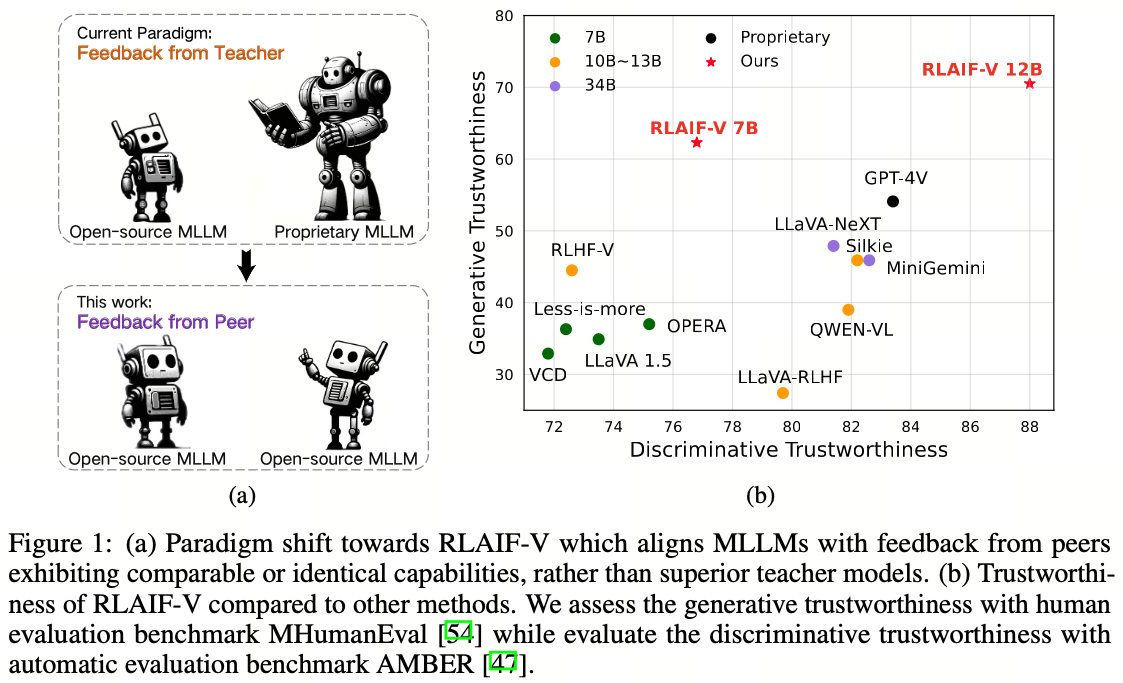 Current Paradigm:
Feedback from Teacher
Open-source MLLM
Proprietary MLLM
This work:
Feedback from Peer
Open-source MLLM
Open-source MLLM
(a)
80
70
60
50
40
30
Generative Trustworthiness
7B
10B~13B
34B
Proprietary
Ours
RLAIF-V 12B
RLAIF-V 7B
GPT-4V
LLaVA-NeXT
Silkie
MiniGemini
RLHF-V
Less-is-more
OPERA
QWEN-VL
LLaVA 1.5
VCD
LLaVA-RLHF
72 74 76 78 80 82 84 86 88
Discriminative Trustworthiness
(b)
Figure 1: (a) Paradigm shift towards RLAIF-V which aligns MLLMs with feedback from peers
exhibiting comparable or identical capabilities, rather than superior teacher models. (b) Trustworthi-
ness of RLAIF-V compared to other methods. We assess the generative trustworthiness with human
evaluation benchmark MHumanEval [54] while evaluate the discriminative trustworthiness with
automatic evaluation benchmark AMBER [47].